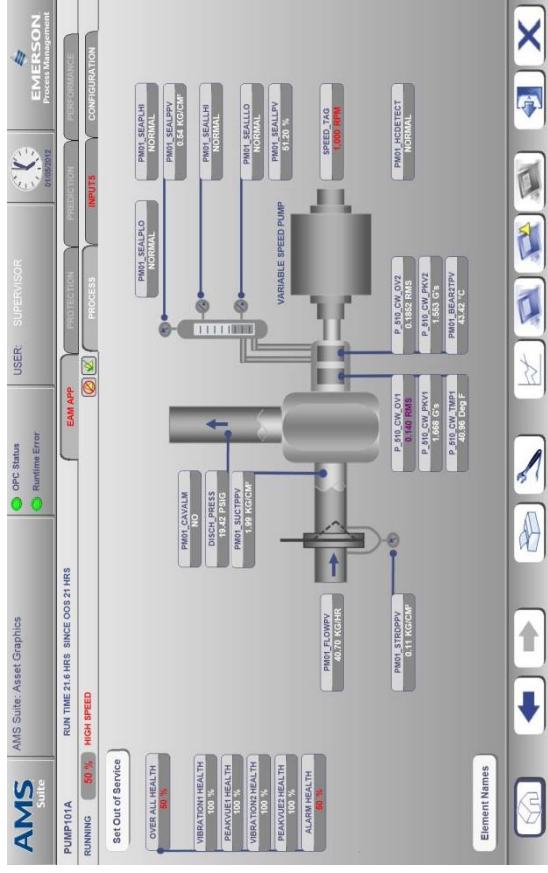 AMS
Suite
AMS Suite: Asset Graphics
OPC Status
Runtime Error
USER: SUPERVISOR
01/05/2012
EMERSON
Process Management
PUMP101A
RUN TIME 21.6 HRS SINCE OOS 21 HRS
EAM APP
PROTECTION
PREDICTION
PERFORMANCE
RUNNING
50 %
HIGH SPEED
PROCESS
INPUTS
CONFIGURATION
Set Out of Service
OVER ALL HEALTH
50 %
VIBRATION1 HEALTH
100 %
PEAKVUE1 HEALTH
100 %
VIBRATION2 HEALTH
100 %
PEAKVUE2 HEALTH
100 %
ALARM HEALTH
50 %
Element Names
PM01_CAVALM
NO
DISCH_PRESS
19.42 PSIG
PM01_SUCTPPV
1.99 KG/CM²
PM01_FLOWPV
40.70 KG/HR
PM01_STRDPPV
0.11 KG/CM²
PM01_SEALPLO
NORMAL
PM01_SEAPLHI
NORMAL
PM01_SEALPPV
0.54 KG/CM²
PM01_SEALLHI
NORMAL
PM01_SEALLLO
NORMAL
PM01_SEALLPV
51.20 %
VARIABLE SPEED PUMP
SPEED_TAG
1,000 RPM
P_510_CW_OV1
0.140 RMS
P_510_CW_PKV1
1.668 G's
P_510_CW_TMP1
40.96 Deg F
P_510_CW_OV2
0.1852 RMS
P_510_CW_PKV2
1.553 G's
PM01_BEAR2TPV
43.42 °C
PM01_HCDETECT
NORMAL